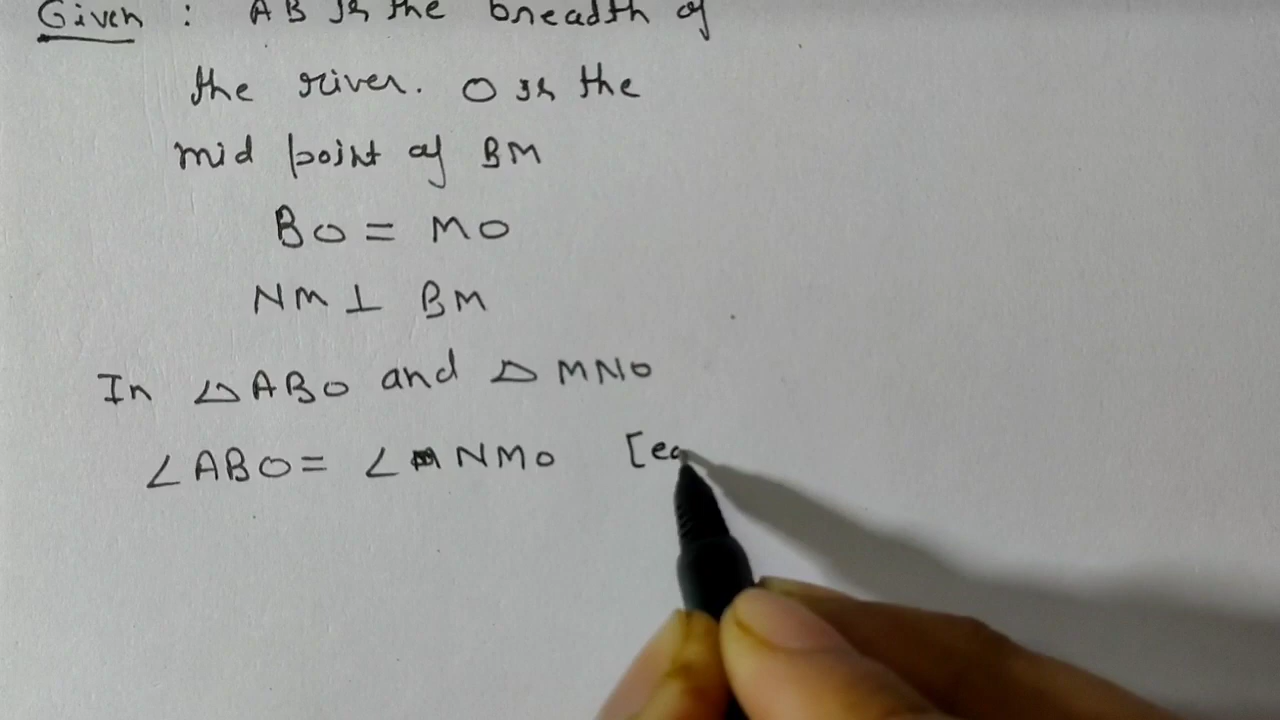 Given : AB is the breadth of
the river. O is the
mid point of BM
BO = MO
NM ⊥ BM
In △ABO and △MNO
∠ABO = ∠NMO [ea